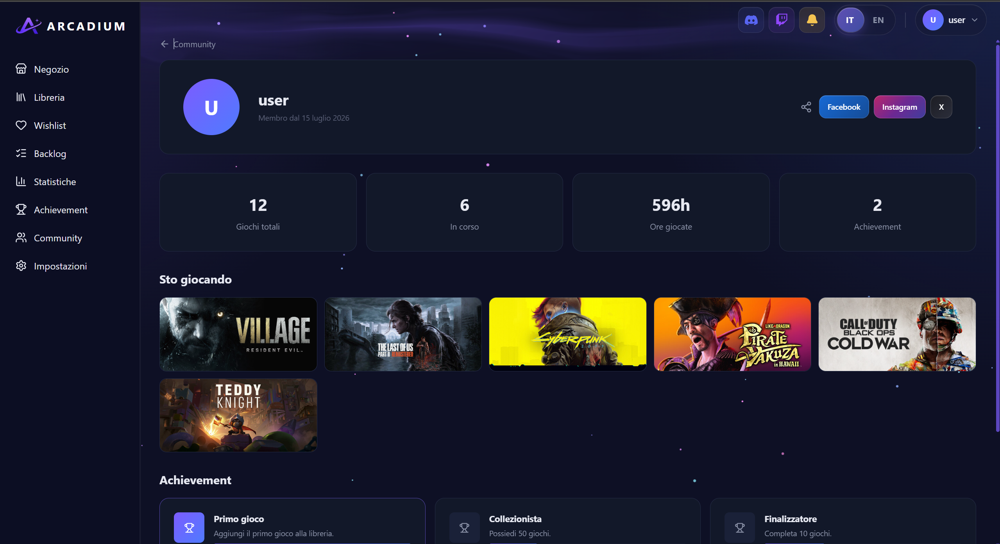 ARCADIUM
Negozio
Libreria
Wishlist
Backlog
Statistiche
Achievement
Community
Impostazioni
IT
EN
U
user
Community
U
user
Membro dal 15 luglio 2026
Facebook
Instagram
X
12
Giochi totali
6
In corso
596h
Ore giocate
2
Achievement
Sto giocando
VILLAGE
RESIDENT EVIL™
THE LAST OF US
PART II REMASTERED
SAMURAI
CYBERPUNK
2077
LIKE A DRAGON
PIRATE
YAKUZA
in HAWAII
CALL OF DUTY
BLACK OPS
COLD WAR
TEDDY
KNIGHT
Achievement
Primo gioco
Aggiungi il primo gioco alla libreria.
Collezionista
Possiedi 50 giochi.
Finalizzatore
Completa 10 giochi.